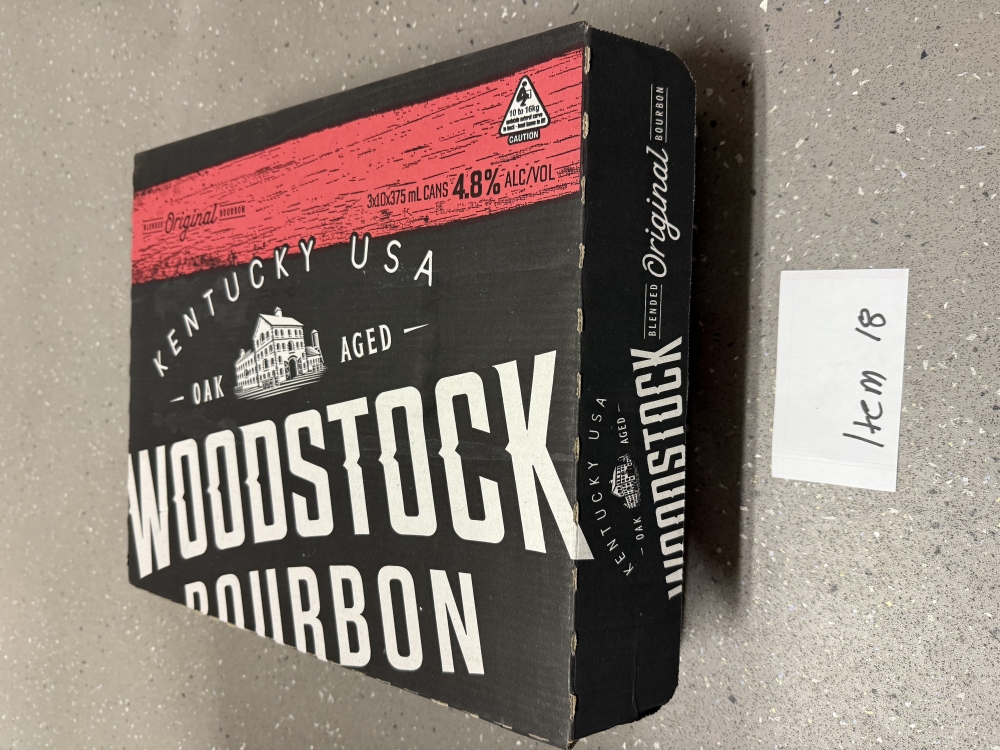 10 to 16kg
CAUTION
BLENDED Original BOURBON
3x10x375 mL CANS 4.8% ALC/VOL
KENTUCKY USA
OAK AGED
WOODSTOCK
BOURBON
BLENDED Original BOURBON
KENTUCKY USA
OAK AGED
WOODSTOCK
Item 18